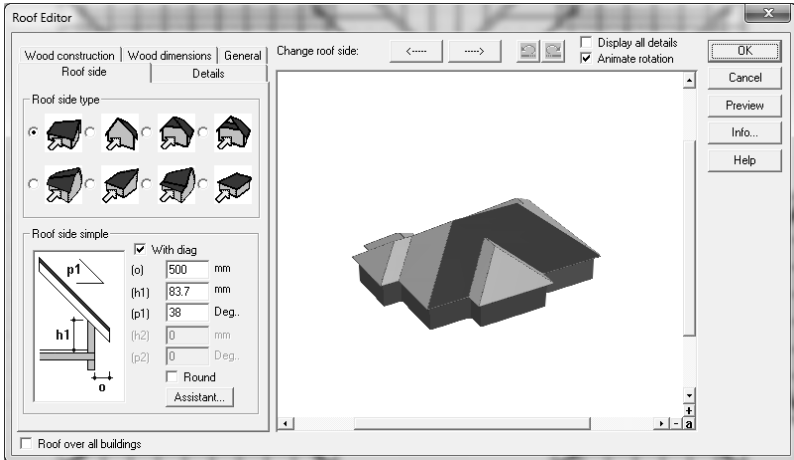 Roof Editor
Wood construction Wood dimensions General
Roof side Details
Change roof side: <----- ----->
Display all details
Animate rotation
OK
Cancel
Preview
Info...
Help
Roof side type
Roof side simple
With diag
(o) 500 mm
(h1) 83.7 mm
(p1) 38 Deg..
(h2) 0 mm
(p2) 0 Deg..
Round
Assistant...
p1
h1
o
+
- a
Roof over all buildings